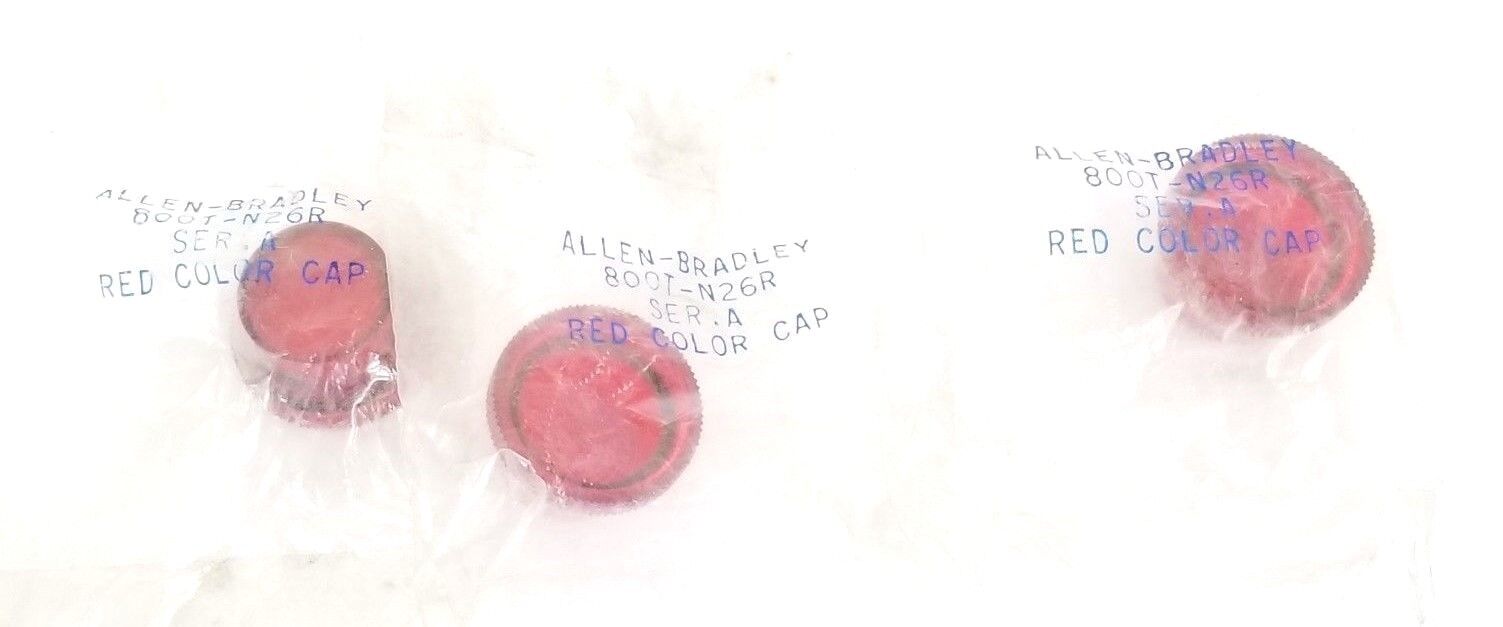 ALLEN-BRADLEY
800T-N26R
SER.A
RED COLOR CAP
ALLEN-BRADLEY
800T-N26R
SER.A
RED COLOR CAP
ALLEN-BRADLEY
800T-N26R
SER.A
RED COLOR CAP